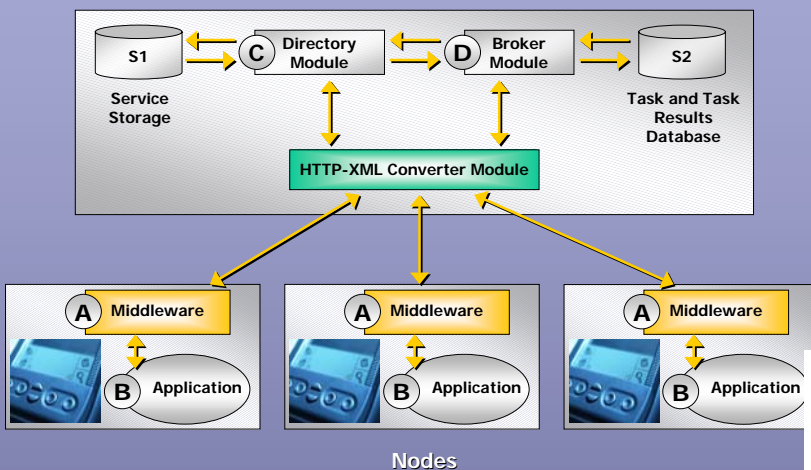 S1
C
Directory
Module
D
Broker
Module
S2
Service
Storage
Task and Task
Results
Database
HTTP-XML Converter Module
A
Middleware
B
Application
A
Middleware
B
Application
A
Middleware
B
Application
Nodes